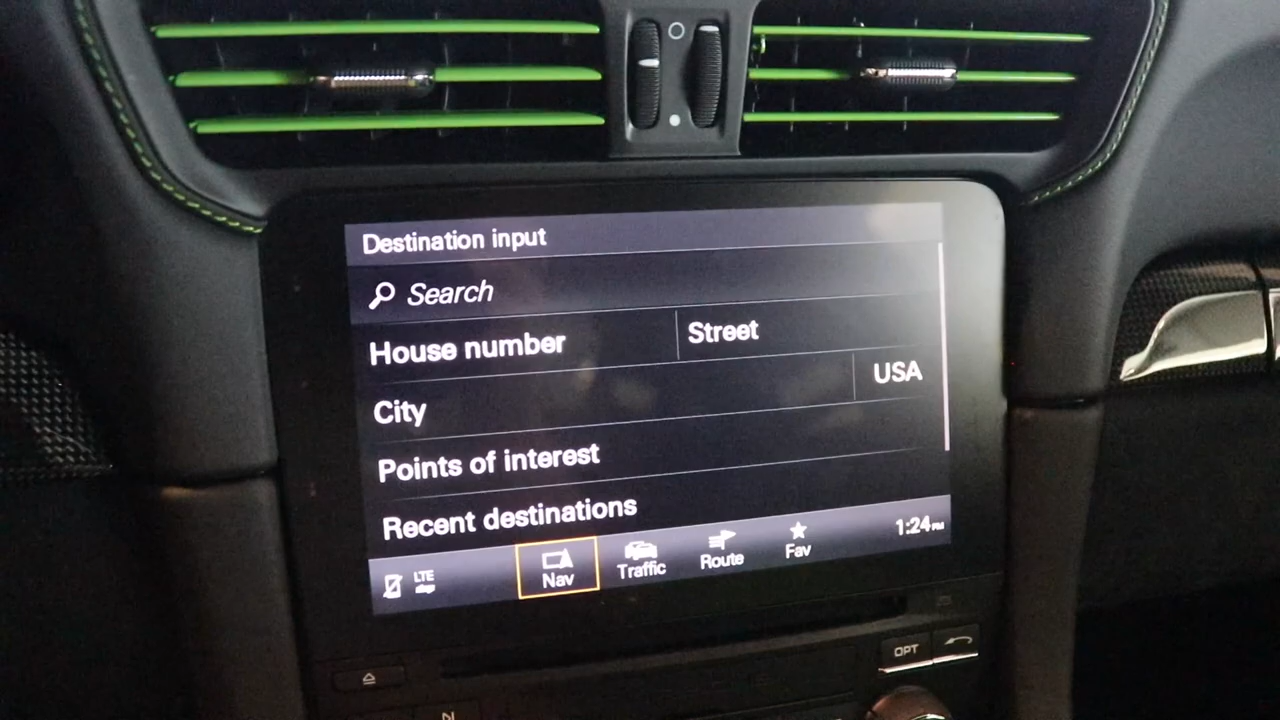 Destination input
Search
House number Street
City USA
Points of interest
Recent destinations
LTE Nav Traffic Route Fav 1:24 PM
OPT